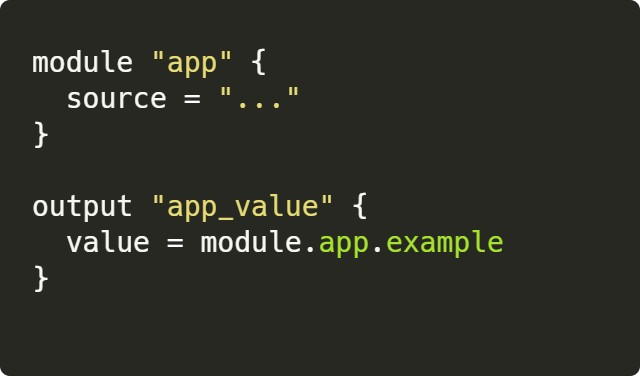 module "app" {
  source = "..."
}

output "app_value" {
  value = module.app.example
}